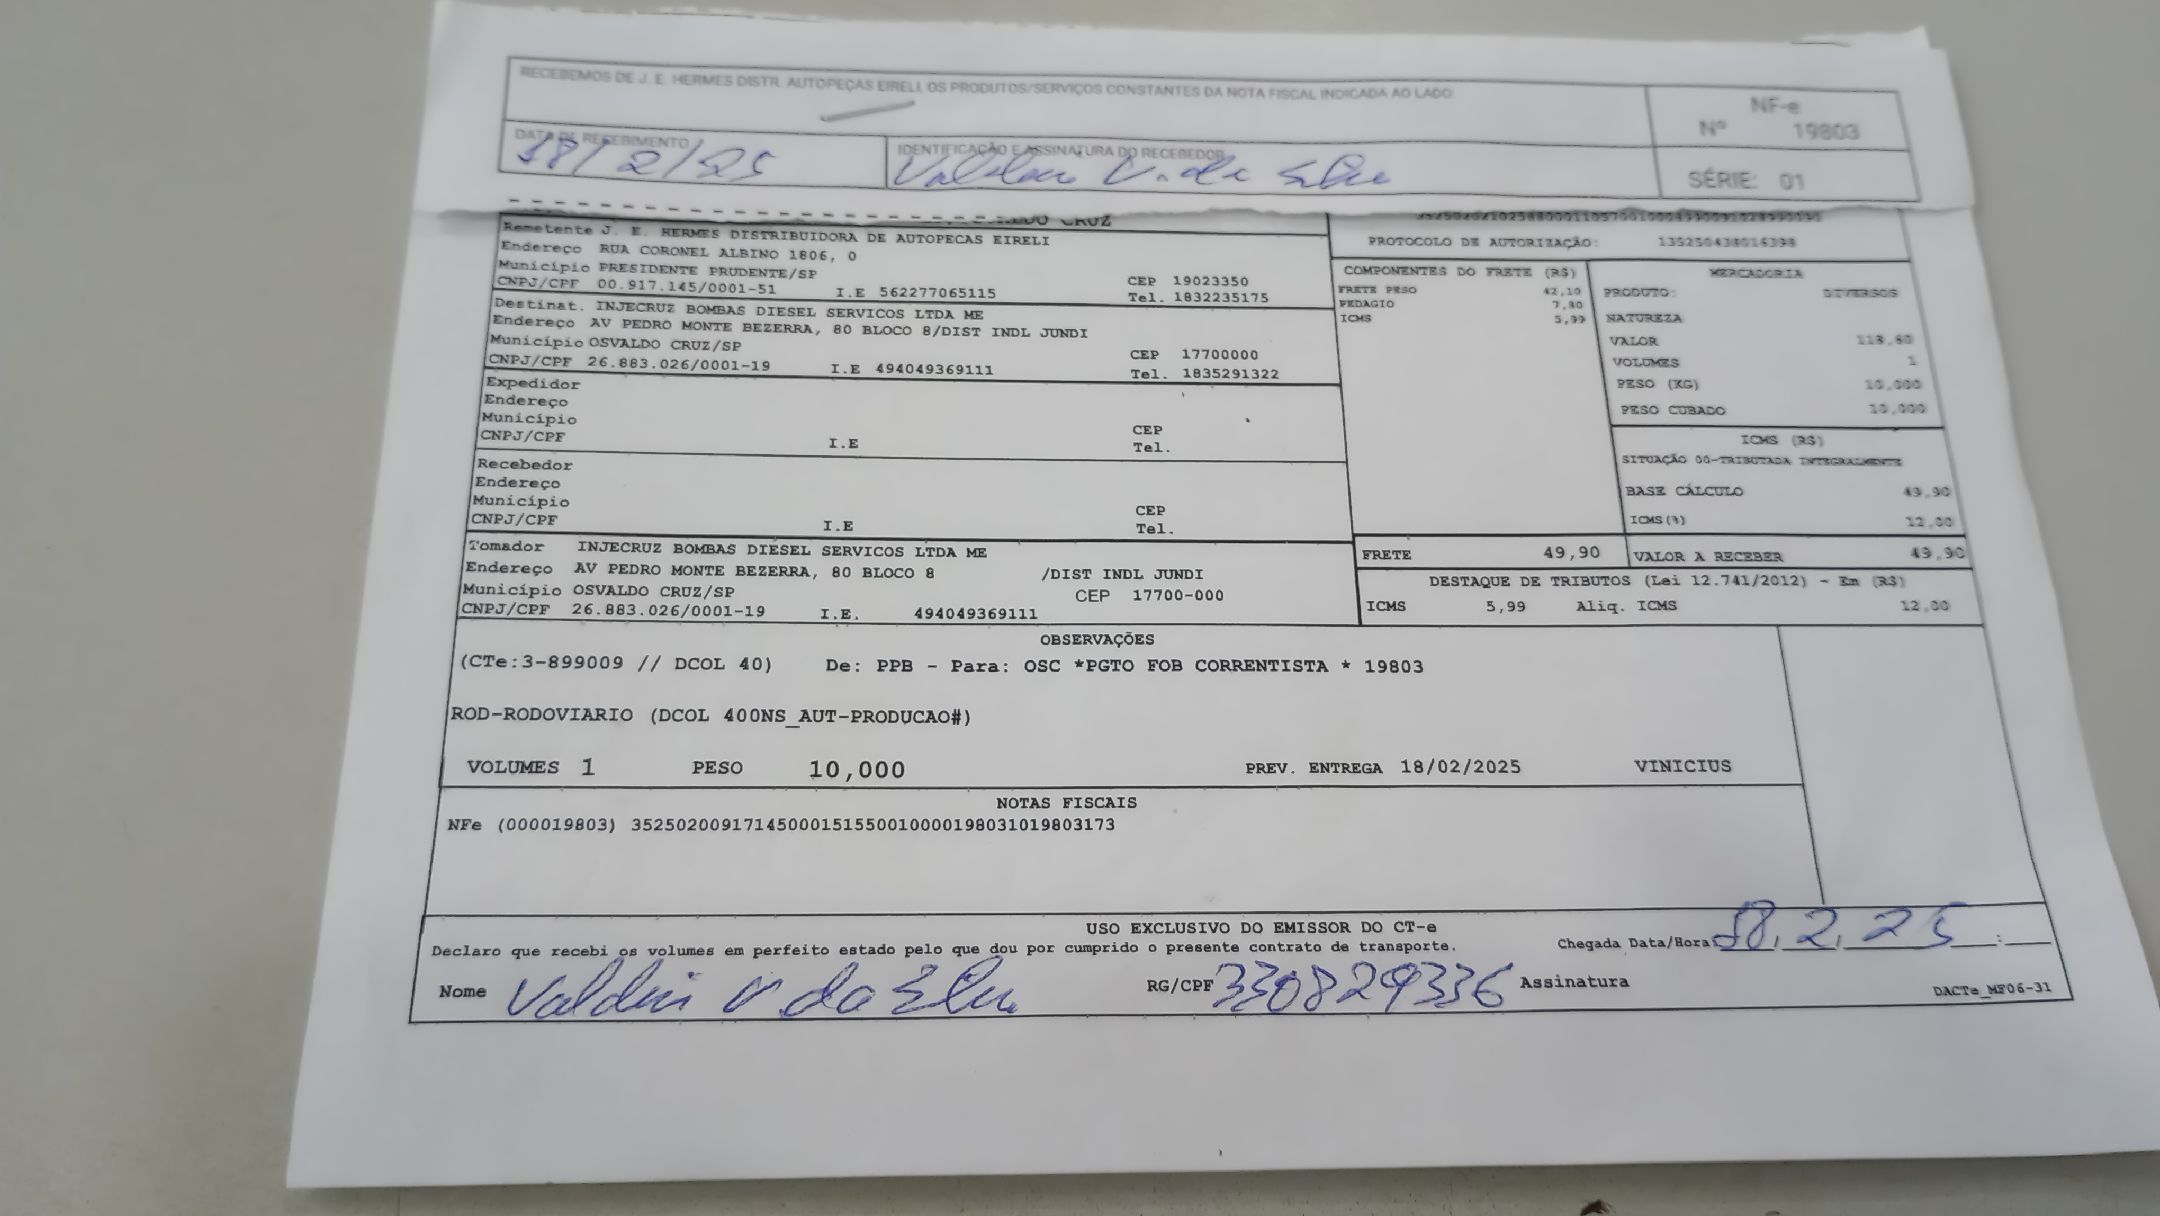 RECEBEMOS DE J. E. HERMES DISTR. AUTOPEÇAS EIRELI, OS PRODUTOS/SERVIÇOS CONSTANTES DA NOTA FISCAL INDICADA AO LADO.
NF-e
Nº 19803
SÉRIE: 01
DATA DE RECEBIMENTO
18/2/25
IDENTIFICAÇÃO E ASSINATURA DO RECEBEDOR
CRUZ
Remetente J. E. HERMES DISTRIBUIDORA DE AUTOPECAS EIRELI
Endereço RUA CORONEL ALBINO 1806, 0
Município PRESIDENTE PRUDENTE/SP CEP 19023350
CNPJ/CPF 00.917.145/0001-51 I.E 562277065115 Tel. 1832235175
Destinat. INJECRUZ BOMBAS DIESEL SERVICOS LTDA ME
Endereço AV PEDRO MONTE BEZERRA, 80 BLOCO 8/DIST INDL JUNDI
Município OSVALDO CRUZ/SP CEP 17700000
CNPJ/CPF 26.883.026/0001-19 I.E 494049369111 Tel. 1835291322
Expedidor
Endereço
Município CEP
CNPJ/CPF I.E Tel.
Recebedor
Endereço
Município CEP
CNPJ/CPF I.E Tel.
Tomador INJECRUZ BOMBAS DIESEL SERVICOS LTDA ME
Endereço AV PEDRO MONTE BEZERRA, 80 BLOCO 8 /DIST INDL JUNDI
Município OSVALDO CRUZ/SP CEP 17700-000
CNPJ/CPF 26.883.026/0001-19 I.E. 494049369111
PROTOCOLO DE AUTORIZAÇÃO:
COMPONENTES DO FRETE (R$)
FRETE PESO 42,10
PEDAGIO 7,80
ICMS 5,99
MERCADORIA
PRODUTO: DIVERSOS
NATUREZA
VALOR
VOLUMES 1
PESO (KG) 10,000
PESO CUBADO 10,000
ICMS (R$)
SITUAÇÃO 00-TRIBUTADA INTEGRALMENTE
BASE CÁLCULO 49,90
ICMS(%) 12,00
FRETE 49,90 VALOR A RECEBER 49,90
DESTAQUE DE TRIBUTOS (Lei 12.741/2012) - Em (R$)
ICMS 5,99 Aliq. ICMS 12,00
OBSERVAÇÕES
(CTe:3-899009 // DCOL 40) De: PPB - Para: OSC *PGTO FOB CORRENTISTA * 19803
ROD-RODOVIARIO (DCOL 400NS_AUT-PRODUCAO#)
VOLUMES 1 PESO 10,000 PREV. ENTREGA 18/02/2025 VINICIUS
NOTAS FISCAIS
NFe (000019803) 35250200917145000151550010000198031019803173
USO EXCLUSIVO DO EMISSOR DO CT-e
Declaro que recebi os volumes em perfeito estado pelo que dou por cumprido o presente contrato de transporte. Chegada Data/Hora: 18 2 25 :
Nome RG/CPF 330829336 Assinatura
DACTe_MF06-31